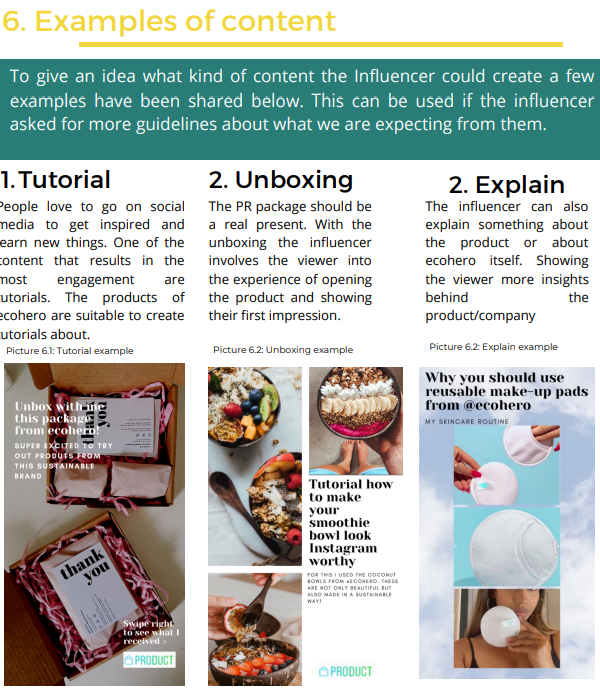 6. Examples of content
To give an idea what kind of content the Influencer could create a few
examples have been shared below. This can be used if the influencer
asked for more guidelines about what we are expecting from them.
1. Tutorial
People love to go on social
media to get inspired and
learn new things. One of the
content that results in the
most engagement are
tutorials. The products of
ecohero are suitable to create
tutorials about.
Picture 6.1: Tutorial example
Unbox with me
this package
from ecohero!
SUPER EXCITED TO TRY
OUT PRODUTS FROM
THIS SUSTAINABLE
BRAND
thank
you
Swipe right
to see what I
received >
PRODUCT
2. Unboxing
The PR package should be
a real present. With the
unboxing the influencer
involves the viewer into
the experience of opening
the product and showing
their first impression.
Picture 6.2: Unboxing example
Tutorial how
to make
your
smoothie
bowl look
Instagram
worthy
FOR THIS I USED THE COCONUT
BOWLS FROM @ECOHERO. THESE
ARE NOT ONLY BEAUTIFUL BUT
ALSO MADE IN A SUSTAINABLE
WAY!
PRODUCT
2. Explain
The influencer can also
explain something about
the product or about
ecohero itself. Showing
the viewer more insights
behind the
product/company
Picture 6.2: Explain example
Why you should use
reusable make-up pads
from @ecohero
MY SKINCARE ROUTINE